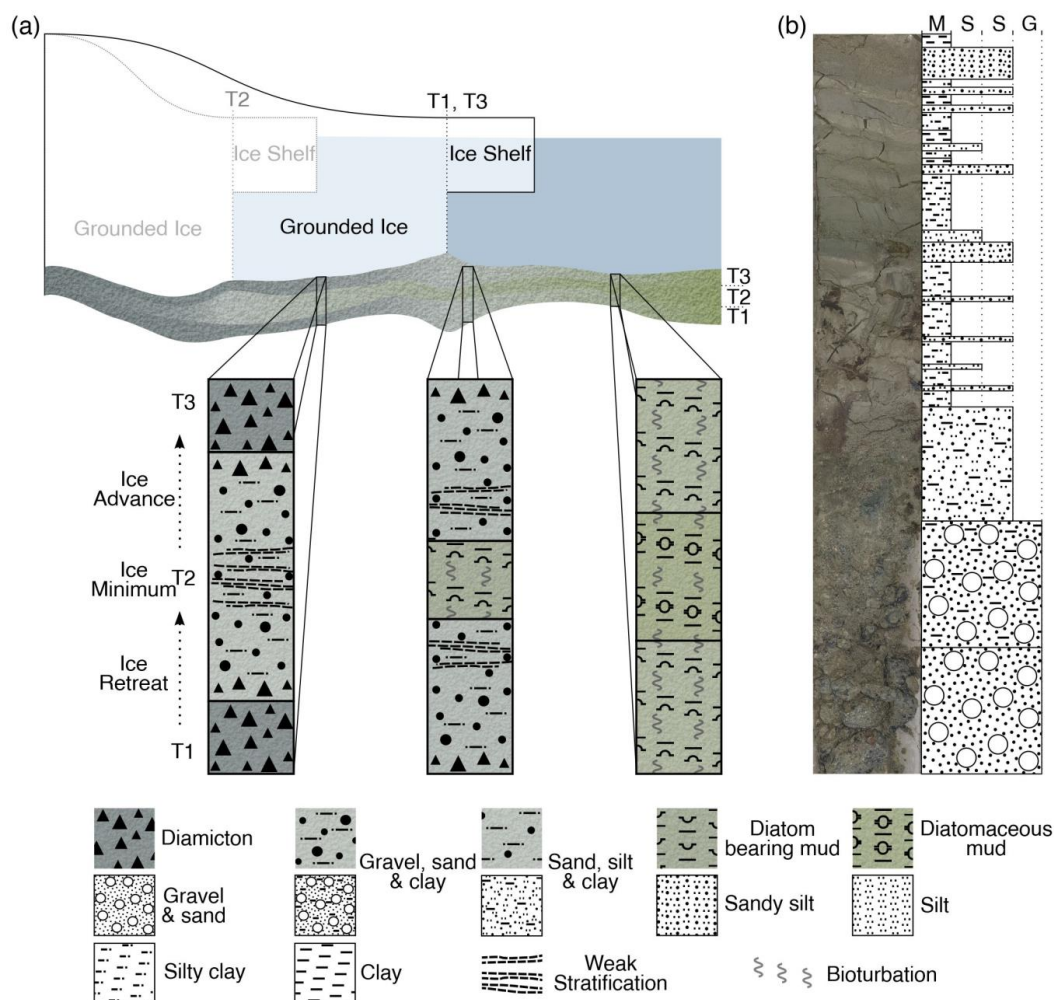 (a)
(b)
M S S G
T2
T1, T3
Ice Shelf
Ice Shelf
Grounded Ice
Grounded Ice
T3
T2
T1
T3
Ice
Advance
Ice
Minimum
T2
Ice
Retreat
T1
Diamicton
Gravel, sand
& clay
Sand, silt
& clay
Diatom
bearing mud
Diatomaceous
mud
Gravel
& sand
Sandy silt
Silt
Silty clay
Clay
Weak
Stratification
Bioturbation